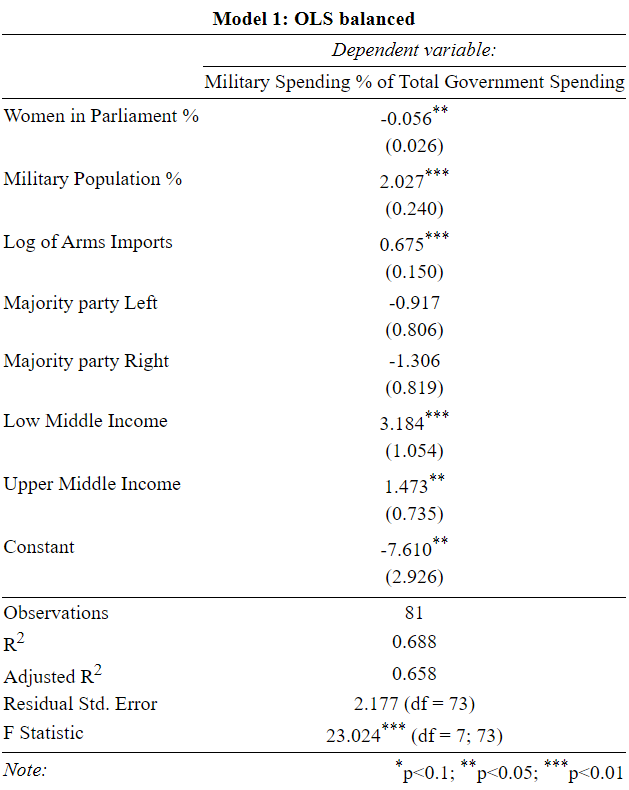 Model 1: OLS balanced
Dependent variable:
Military Spending % of Total Government Spending
Women in Parliament % -0.056**
(0.026)
Military Population % 2.027***
(0.240)
Log of Arms Imports 0.675***
(0.150)
Majority party Left -0.917
(0.806)
Majority party Right -1.306
(0.819)
Low Middle Income 3.184***
(1.054)
Upper Middle Income 1.473**
(0.735)
Constant -7.610**
(2.926)
Observations 81
R2 0.688
Adjusted R2 0.658
Residual Std. Error 2.177 (df = 73)
F Statistic 23.024*** (df = 7; 73)
Note: *p<0.1; **p<0.05; ***p<0.01